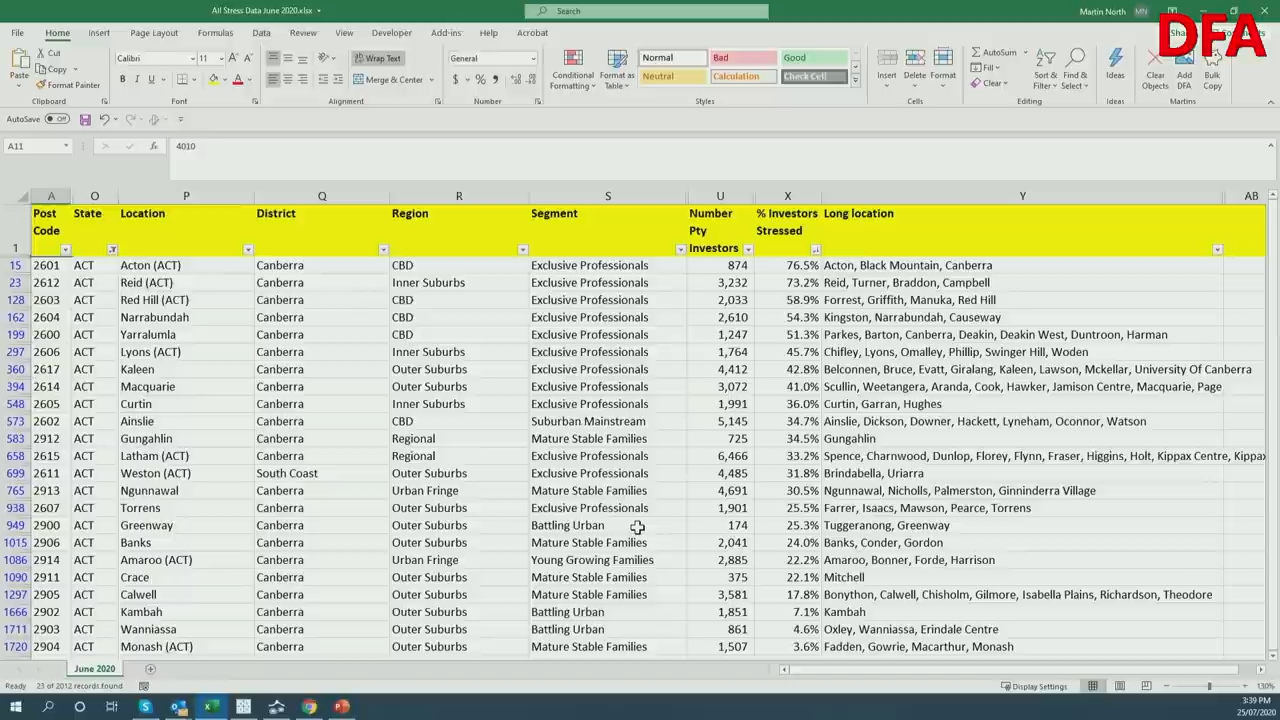 All Stress Data June 2020.xlsx
Search
Martin North MN
DFA
File Home Insert Page Layout Formulas Data Review View Developer Add-ins Help Acrobat
Cut
Copy
Format Painter
Paste
Clipboard
Calibri 11
B I U
Font
Wrap Text
Merge & Center
Alignment
General
$ % ,
Number
Conditional Formatting
Format as Table
Normal Bad Good
Neutral Calculation Check Cell
Styles
Insert Delete Format
Cells
AutoSum
Fill
Clear
Sort & Filter
Find & Select
Editing
Ideas
Ideas
Clear Objects
Add DFA
Bulk Copy
Martins
AutoSave Off
A11 fx 4010
A O P Q R S U X Y AB
1 Post Code State Location District Region Segment Number Pty Investors % Investors Stressed Long location
15 2601 ACT Acton (ACT) Canberra CBD Exclusive Professionals 874 76.5% Acton, Black Mountain, Canberra
23 2612 ACT Reid (ACT) Canberra Inner Suburbs Exclusive Professionals 3,232 73.2% Reid, Turner, Braddon, Campbell
128 2603 ACT Red Hill (ACT) Canberra CBD Exclusive Professionals 2,033 58.9% Forrest, Griffith, Manuka, Red Hill
162 2604 ACT Narrabundah Canberra CBD Exclusive Professionals 2,610 54.3% Kingston, Narrabundah, Causeway
199 2600 ACT Yarralumla Canberra CBD Exclusive Professionals 1,247 51.3% Parkes, Barton, Canberra, Deakin, Deakin West, Duntroon, Harman
297 2606 ACT Lyons (ACT) Canberra Inner Suburbs Exclusive Professionals 1,764 45.7% Chifley, Lyons, Omalley, Phillip, Swinger Hill, Woden
360 2617 ACT Kaleen Canberra Outer Suburbs Exclusive Professionals 4,412 42.8% Belconnen, Bruce, Evatt, Giralang, Kaleen, Lawson, Mckellar, University Of Canberra
394 2614 ACT Macquarie Canberra Outer Suburbs Exclusive Professionals 3,072 41.0% Scullin, Weetangera, Aranda, Cook, Hawker, Jamison Centre, Macquarie, Page
548 2605 ACT Curtin Canberra Inner Suburbs Exclusive Professionals 1,991 36.0% Curtin, Garran, Hughes
573 2602 ACT Ainslie Canberra CBD Suburban Mainstream 5,145 34.7% Ainslie, Dickson, Downer, Hackett, Lyneham, Oconnor, Watson
583 2912 ACT Gungahlin Canberra Regional Mature Stable Families 725 34.5% Gungahlin
658 2615 ACT Latham (ACT) Canberra Regional Exclusive Professionals 6,466 33.2% Spence, Charnwood, Dunlop, Florey, Flynn, Fraser, Higgins, Holt, Kippax Centre, Kippax
699 2611 ACT Weston (ACT) South Coast Outer Suburbs Exclusive Professionals 4,485 31.8% Brindabella, Uriarra
765 2913 ACT Ngunnawal Canberra Urban Fringe Mature Stable Families 4,691 30.5% Ngunnawal, Nicholls, Palmerston, Ginninderra Village
938 2607 ACT Torrens Canberra Outer Suburbs Exclusive Professionals 1,901 25.5% Farrer, Isaacs, Mawson, Pearce, Torrens
949 2900 ACT Greenway Canberra Outer Suburbs Battling Urban 174 25.3% Tuggeranong, Greenway
1015 2906 ACT Banks Canberra Outer Suburbs Mature Stable Families 2,041 24.0% Banks, Conder, Gordon
1086 2914 ACT Amaroo (ACT) Canberra Urban Fringe Young Growing Families 2,885 22.2% Amaroo, Bonner, Forde, Harrison
1090 2911 ACT Crace Canberra Outer Suburbs Mature Stable Families 375 22.1% Mitchell
1297 2905 ACT Calwell Canberra Outer Suburbs Mature Stable Families 3,581 17.8% Bonython, Calwell, Chisholm, Gilmore, Isabella Plains, Richardson, Theodore
1666 2902 ACT Kambah Canberra Outer Suburbs Battling Urban 1,851 7.1% Kambah
1711 2903 ACT Wanniassa Canberra Outer Suburbs Battling Urban 861 4.6% Oxley, Wanniassa, Erindale Centre
1720 2904 ACT Monash (ACT) Canberra Outer Suburbs Mature Stable Families 1,507 3.6% Fadden, Gowrie, Macarthur, Monash
June 2020
Ready 23 of 2012 records found
Display Settings
130%
3:39 PM
25/07/2020